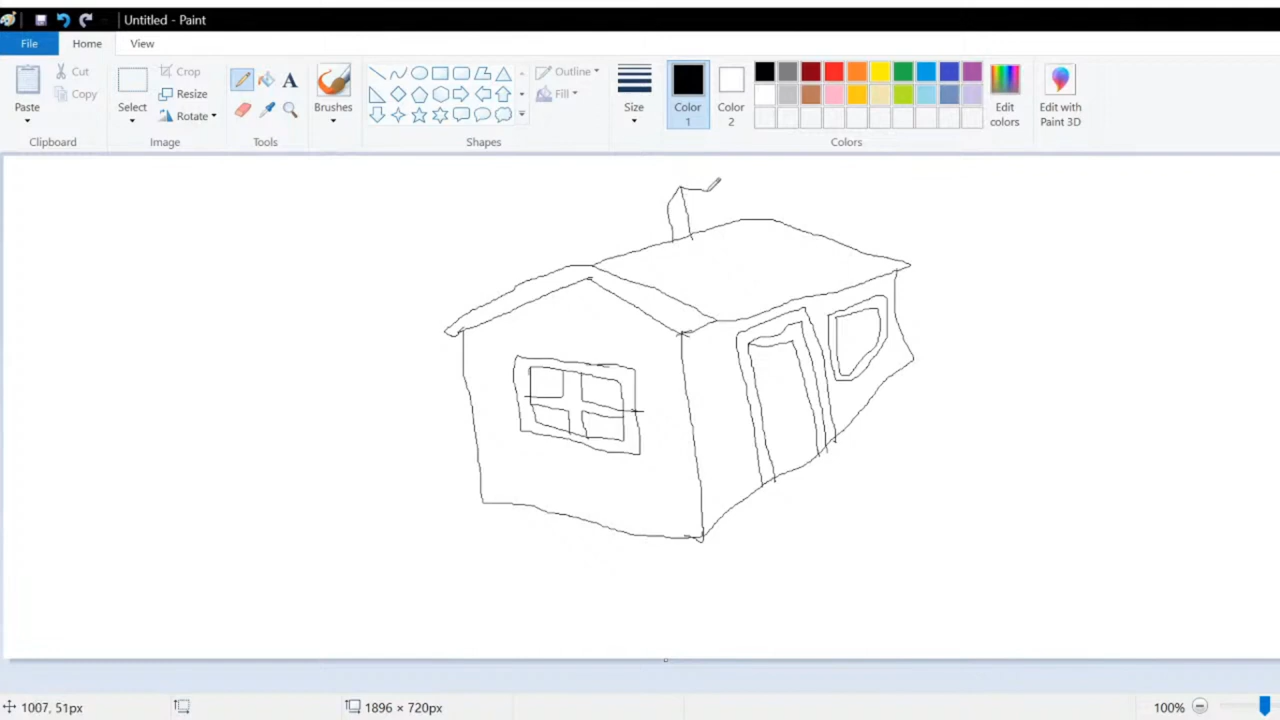 Untitled - Paint
File Home View
Paste
Cut
Copy
Clipboard
Select
Crop
Resize
Rotate
Image
A
Tools
Brushes
Outline
Fill
Shapes
Size
Color 1
Color 2
Edit colors
Colors
Edit with Paint 3D
1007, 51px
1896 × 720px
100%